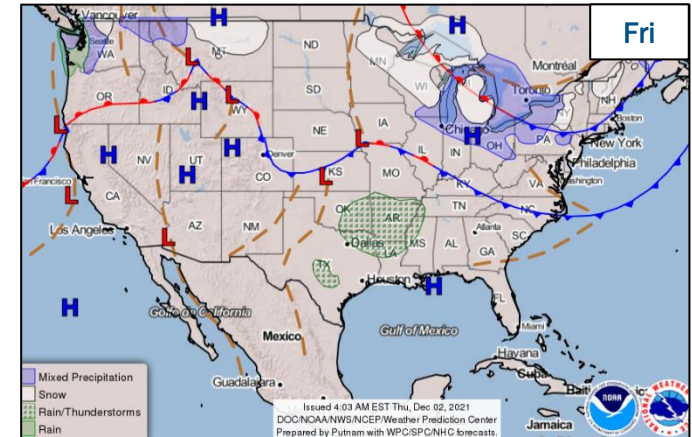 Fri
Vancouver
Seattle
WA
MT
ND
MN
Montréal
OR
ID
WY
SD
WI
Toronto
NY
NH
Boston
IA
Chicago
NE
IL
IN
OH
PA
New York
Philadelphia
NV
UT
Denver
CO
KS
MO
KY
VA
Washington
San Francisco
CA
Los Angeles
AZ
NM
OK
AR
TN
NC
Atlanta
SC
Dallas
MS
AL
GA
LA
TX
Houston
FL
Golfo de California
Mexico
Gulf of Mexico
Miami
Havana
Cuba
Guadalajara
Jamaica
H
H
H
H
H
H
H
H
H
H
L
L
L
L
L
L
L
Mixed Precipitation
Snow
Rain/Thunderstorms
Rain
Issued 4:03 AM EST Thu, Dec 02, 2021
DOC/NOAA/NWS/NCEP/Weather Prediction Center
Prepared by Putnam with WPC/SPC/NHC forecasts.
NOAA